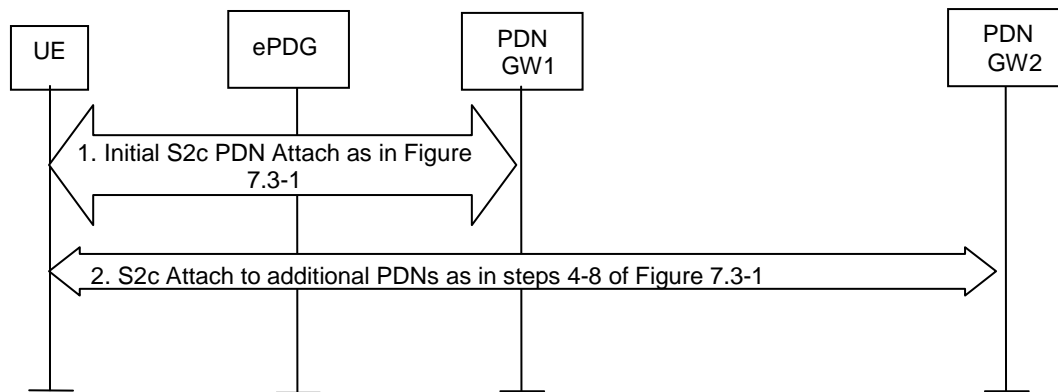 UE
ePDG
PDN
GW1
PDN
GW2
1. Initial S2c PDN Attach as in Figure
7.3-1
2. S2c Attach to additional PDNs as in steps 4-8 of Figure 7.3-1